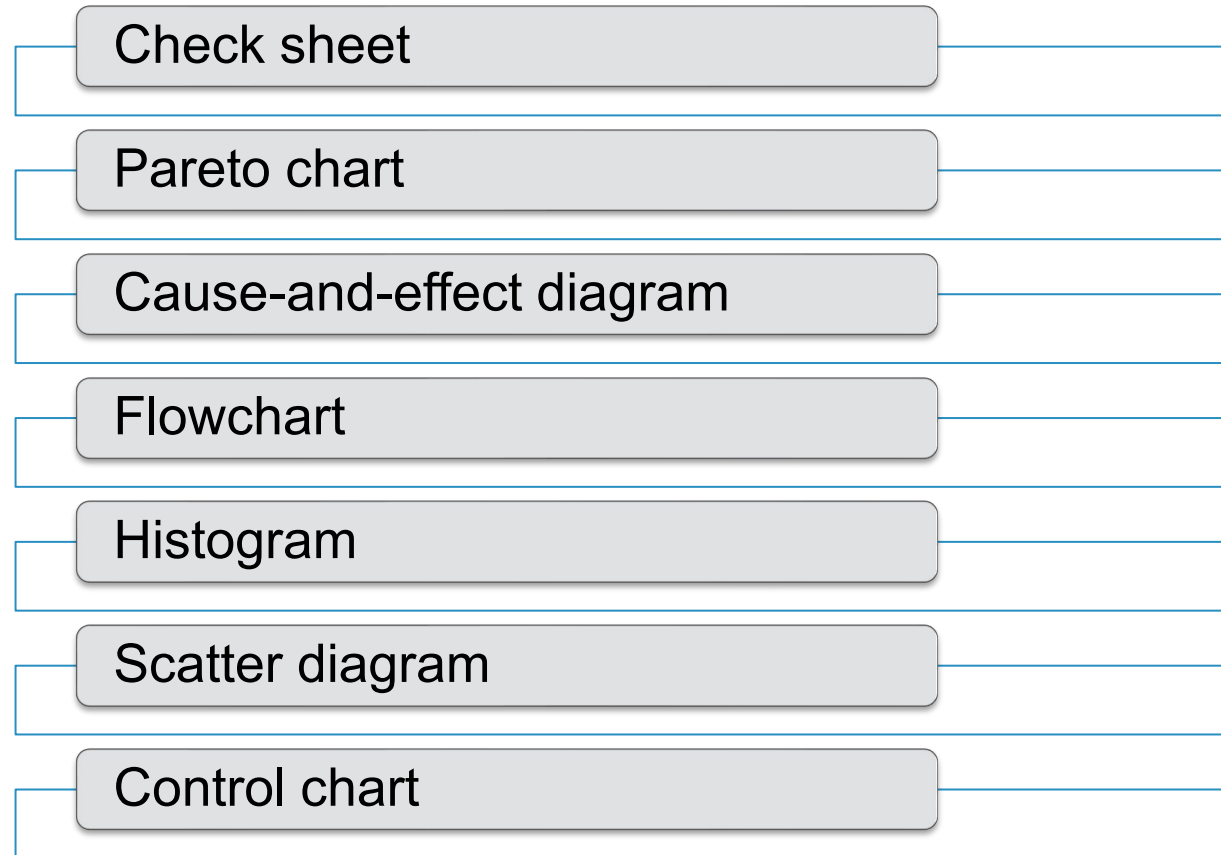 Check sheet
Pareto chart
Cause-and-effect diagram
Flowchart
Histogram
Scatter diagram
Control chart